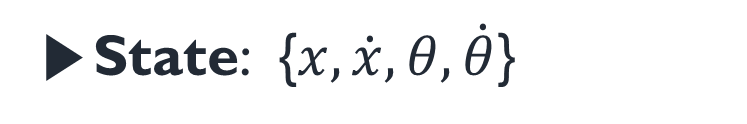 ▶ State: {x, ẋ, θ, θ̇}